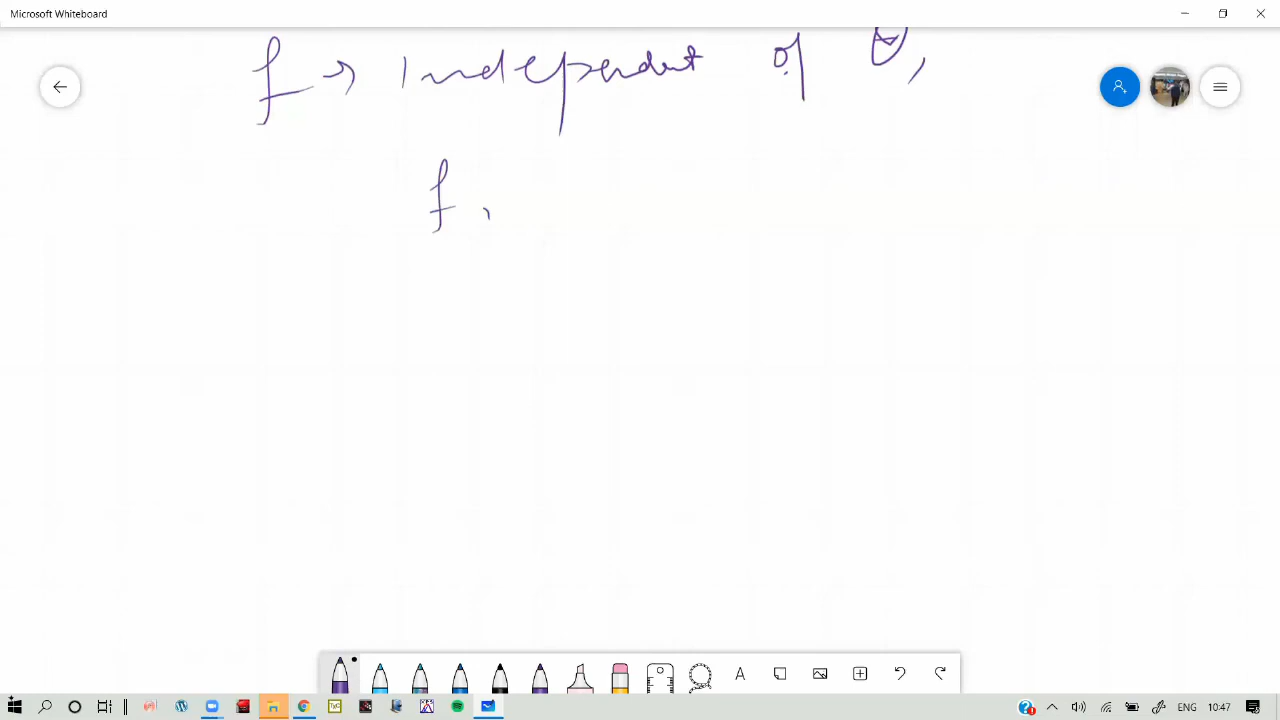 Microsoft Whiteboard
f → independent of θ,
f
A
ENG 10:47